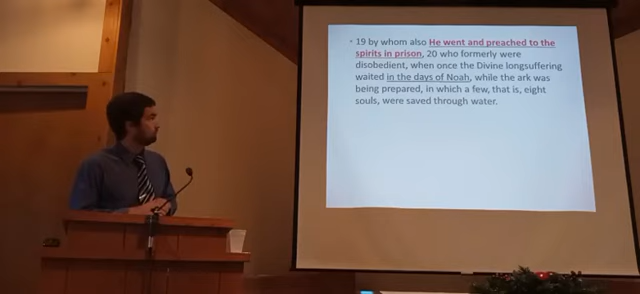 • 19 by whom also He went and preached to the
spirits in prison, 20 who formerly were
disobedient, when once the Divine longsuffering
waited in the days of Noah, while the ark was
being prepared, in which a few, that is, eight
souls, were saved through water.